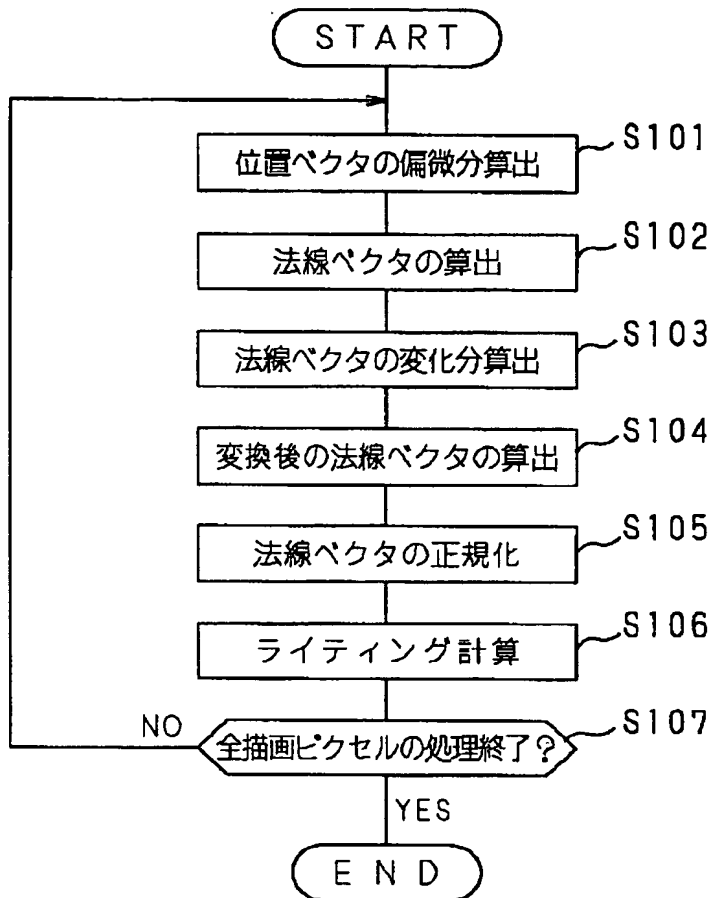 START
位置ベクタの偏微分算出
S101
法線ベクタの算出
S102
法線ベクタの変化分算出
S103
変換後の法線ベクタの算出
S104
法線ベクタの正規化
S105
ライティング計算
S106
全描画ピクセルの処理終了?
S107
NO
YES
END